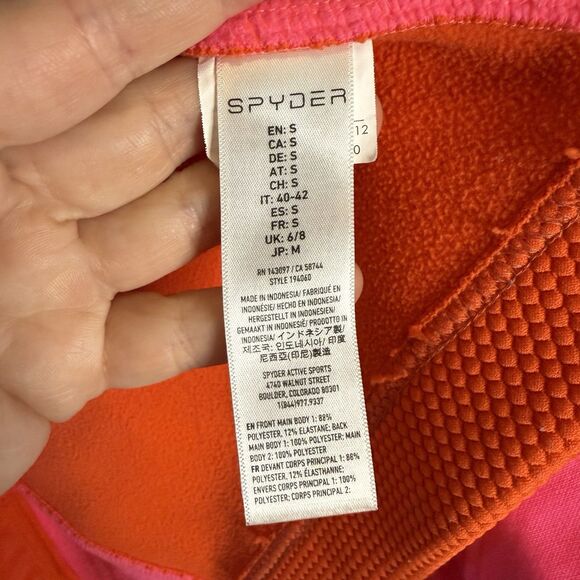 SPYDER
EN: S
CA: S
DE: S
AT: S
CH: S
IT: 40-42
ES: S
FR: S
UK: 6/8
JP: M
12
0
RN 143097 / CA 58744
STYLE 194060
MADE IN INDONESIA/ FABRIQUÉ EN
INDONÉSIE/ HECHO EN INDONESIA/
HERGESTELLT IN INDONESIEN/
GEMAAKT IN INDONESIË/ PRODOTTO IN
INDONESIA/ インドネシア製/
제조국: 인도네시아/ 印度
尼西亞(印尼)製造
SPYDER ACTIVE SPORTS
4740 WALNUT STREET
BOULDER, COLORADO 80301
1(844)977.9337
EN FRONT MAIN BODY 1: 88%
POLYESTER, 12% ELASTANE; BACK
MAIN BODY 1: 100% POLYESTER; MAIN
BODY 2: 100% POLYESTER
FR DEVANT CORPS PRINCIPAL 1: 88%
POLYESTER, 12% ÉLASTHANNE;
ENVERS CORPS PRINCIPAL 1: 100%
POLYESTER; CORPS PRINCIPAL 2: